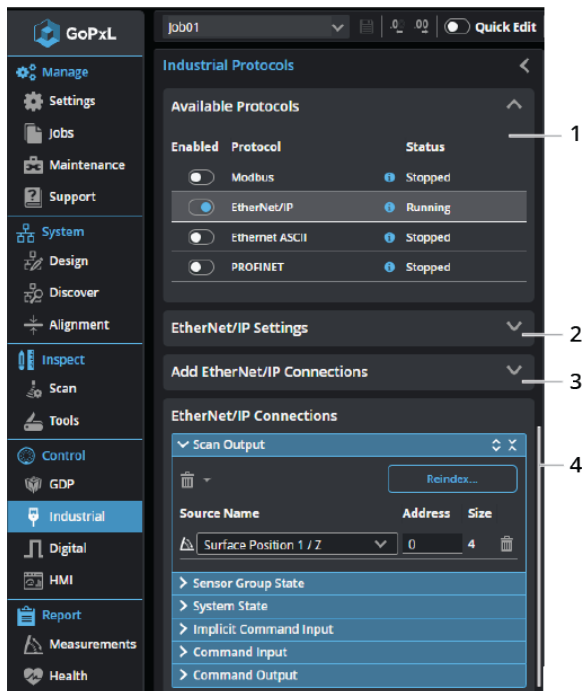 GoPxL
Job01
Quick Edit
Manage
Settings
Jobs
Maintenance
Support
System
Design
Discover
Alignment
Inspect
Scan
Tools
Control
GDP
Industrial
Digital
HMI
Report
Measurements
Health
Industrial Protocols
Available Protocols
Enabled Protocol Status
Modbus Stopped
EtherNet/IP Running
Ethernet ASCII Stopped
PROFINET Stopped
EtherNet/IP Settings
Add EtherNet/IP Connections
EtherNet/IP Connections
Scan Output
Reindex...
Source Name Address Size
Surface Position 1 / Z 0 4
Sensor Group State
System State
Implicit Command Input
Command Input
Command Output
1
2
3
4